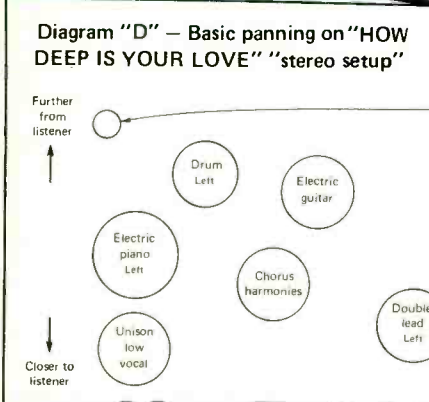 Diagram "D" — Basic panning on "HOW
DEEP IS YOUR LOVE" "stereo setup"
Further
from
listener
Drum
Left
Electric
guitar
Electric
piano
Left
Chorus
harmonies
Double
lead
Left
Unison
low
vocal
Closer to
listener